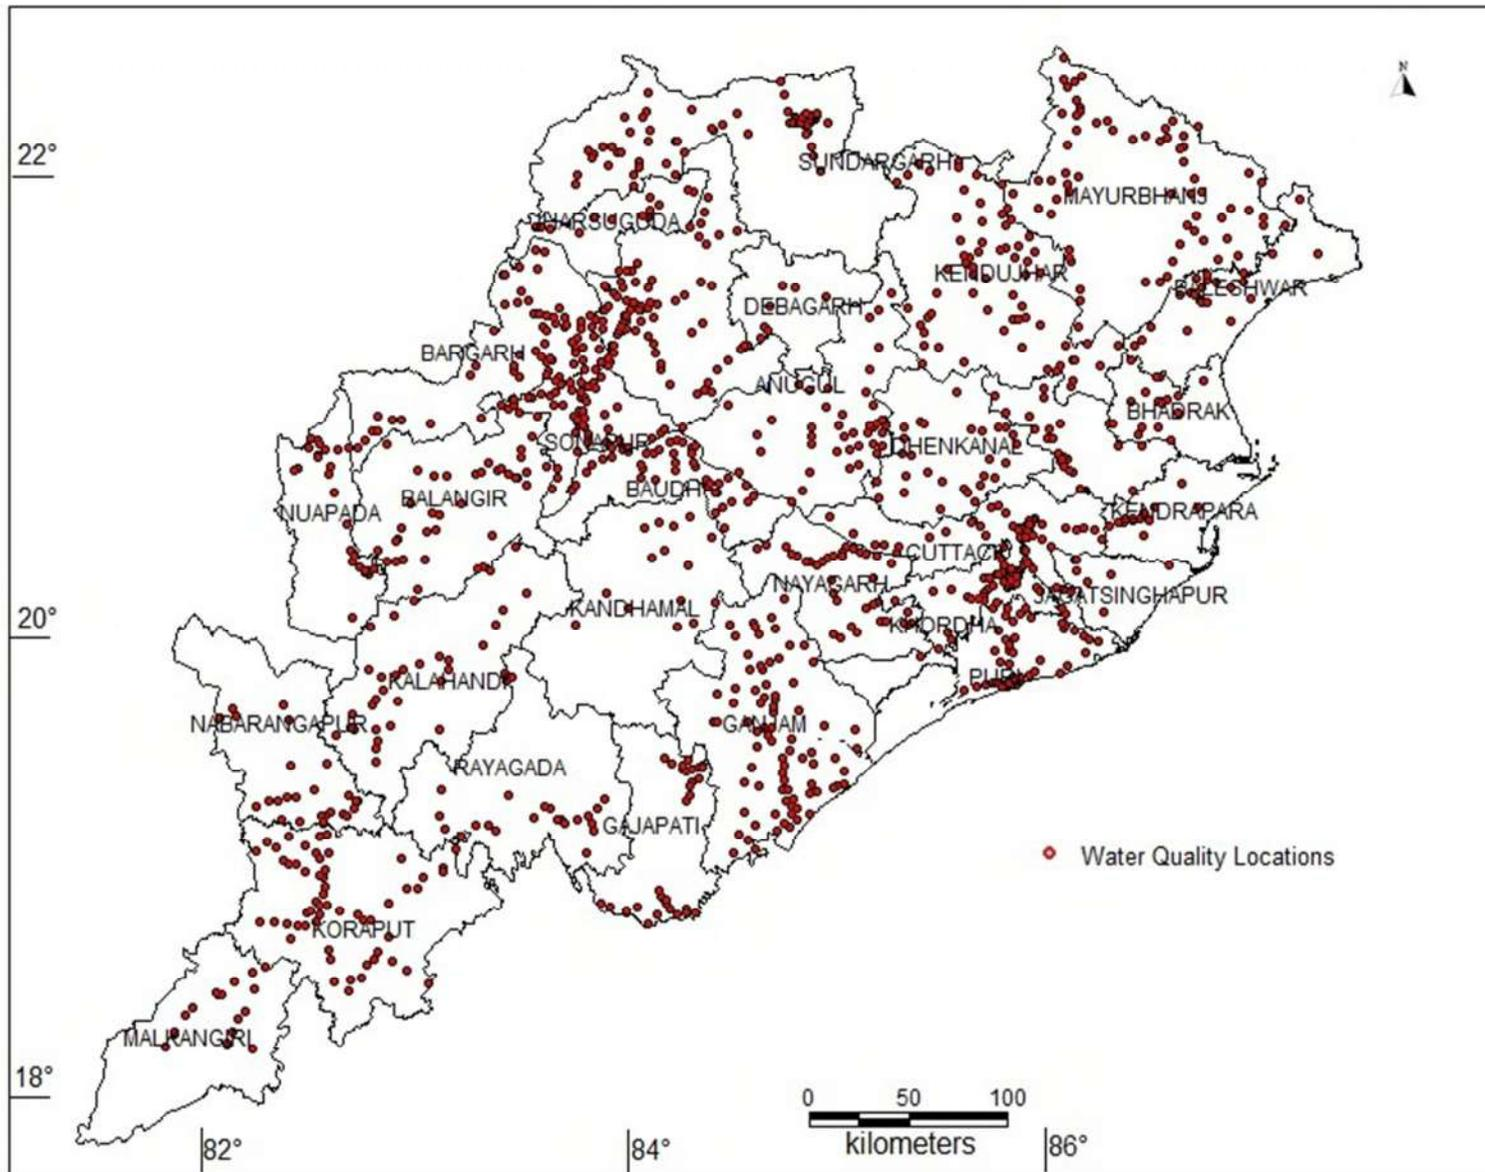 N
22°
SUNDARGARH
MAYURBHANJ
JHARSUGUDA
KENDUJHAR
BALESHWAR
DEBAGARH
BARGARH
ANUGUL
BHADRAK
SONAPUR
DHENKANAL
BAUDH
BALANGIR
NUAPADA
KENDRAPARA
CUTTACK
NAYAGARH
JAGATSINGHAPUR
KANDHAMAL
20°
KHORDHA
PURI
KALAHANDI
NABARANGAPUR
GANJAM
RAYAGADA
GAJAPATI
Water Quality Locations
KORAPUT
MALKANGIRI
18°
0 50 100
kilometers
82° 84° 86°